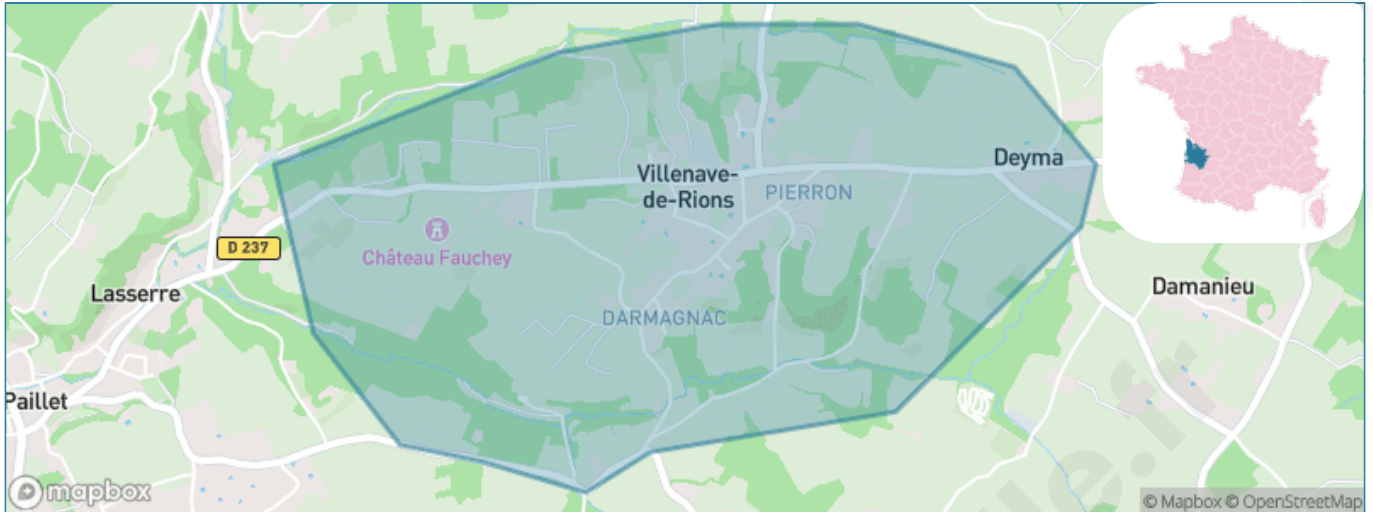 Deyma
Villenave-
de-Rions
PIERRON
Château Fauchey
D 237
Lasserre
Damanieu
DARMAGNAC
Paillet
mapbox
© Mapbox © OpenStreetMap